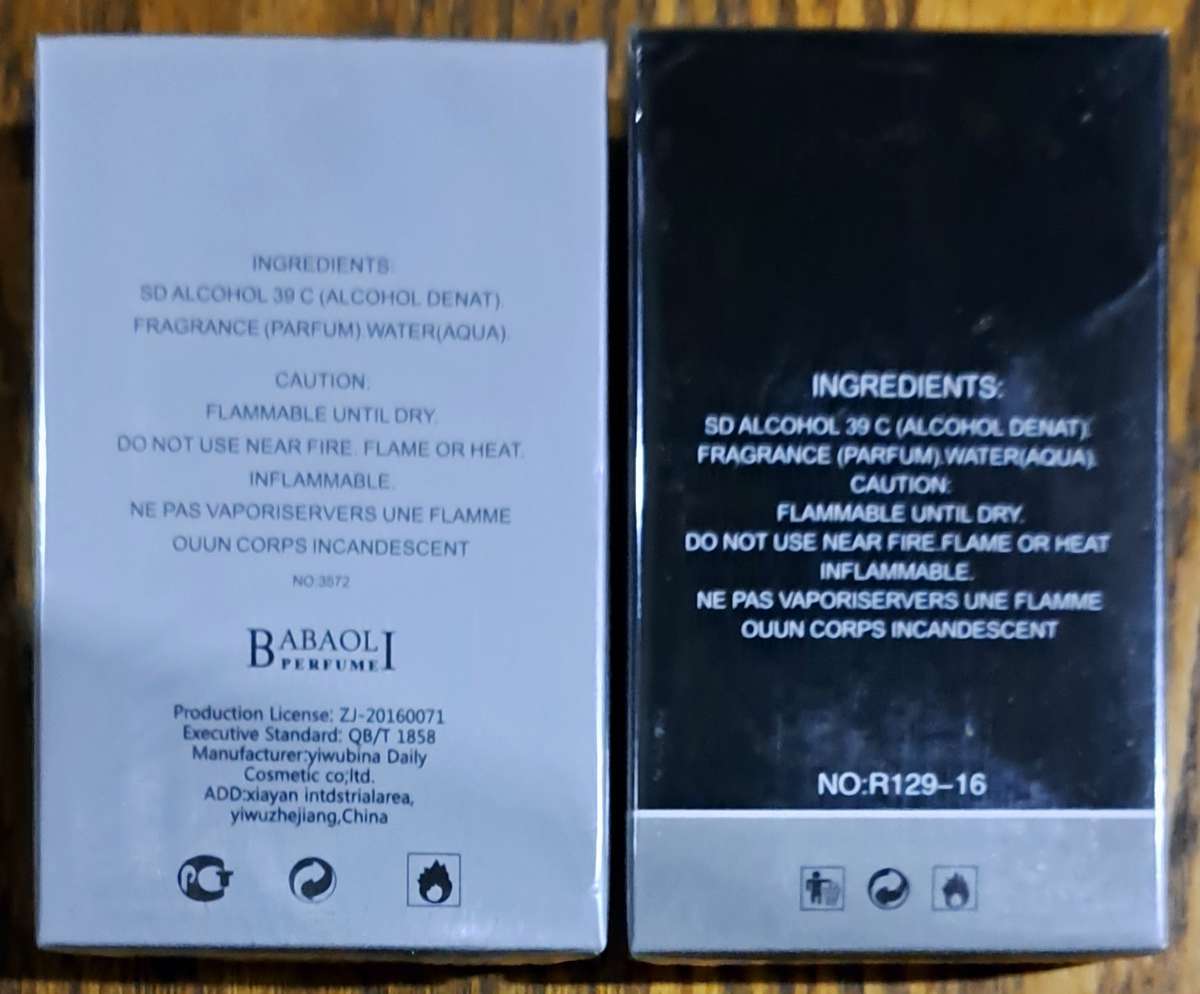 INGREDIENTS:
SD ALCOHOL 39 C (ALCOHOL DENAT).
FRAGRANCE (PARFUM).WATER(AQUA).
CAUTION:
FLAMMABLE UNTIL DRY.
DO NOT USE NEAR FIRE. FLAME OR HEAT.
INFLAMMABLE.
NE PAS VAPORISERVERS UNE FLAMME
OUUN CORPS INCANDESCENT
NO:3572
BABAOLI
PERFUME
Production License: ZJ-20160071
Executive Standard: QB/T 1858
Manufacturer:yiwubina Daily
Cosmetic co;ltd.
ADD:xiayan intdstrialarea,
yiwuzhejiang,China
PCT
INGREDIENTS:
SD ALCOHOL 39 C (ALCOHOL DENAT).
FRAGRANCE (PARFUM).WATER(AQUA).
CAUTION:
FLAMMABLE UNTIL DRY.
DO NOT USE NEAR FIRE.FLAME OR HEAT
INFLAMMABLE.
NE PAS VAPORISERVERS UNE FLAMME
OUUN CORPS INCANDESCENT
NO:R129-16